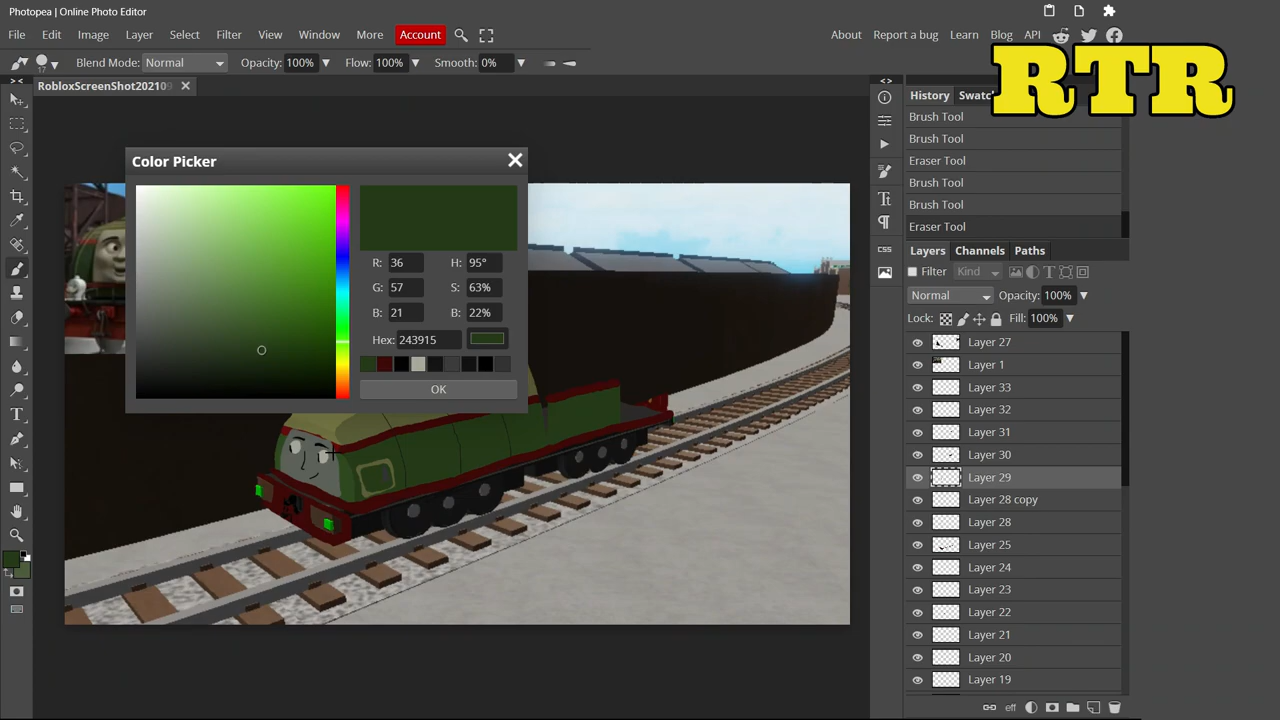 Photopea | Online Photo Editor
File Edit Image Layer Select Filter View Window More Account
About Report a bug Learn Blog API
17 Blend Mode: Normal Opacity: 100% Flow: 100% Smooth: 0%
RobloxScreenShot202109
RTR
History Swatc
Brush Tool
Brush Tool
Eraser Tool
Brush Tool
Brush Tool
Eraser Tool
Color Picker
R: 36 H: 95°
G: 57 S: 63%
B: 21 B: 22%
Hex: 243915
OK
Layers Channels Paths
Filter Kind
Normal Opacity: 100%
Lock: Fill: 100%
Layer 27
Layer 1
Layer 33
Layer 32
Layer 31
Layer 30
Layer 29
Layer 28 copy
Layer 28
Layer 25
Layer 24
Layer 23
Layer 22
Layer 21
Layer 20
Layer 19
eff